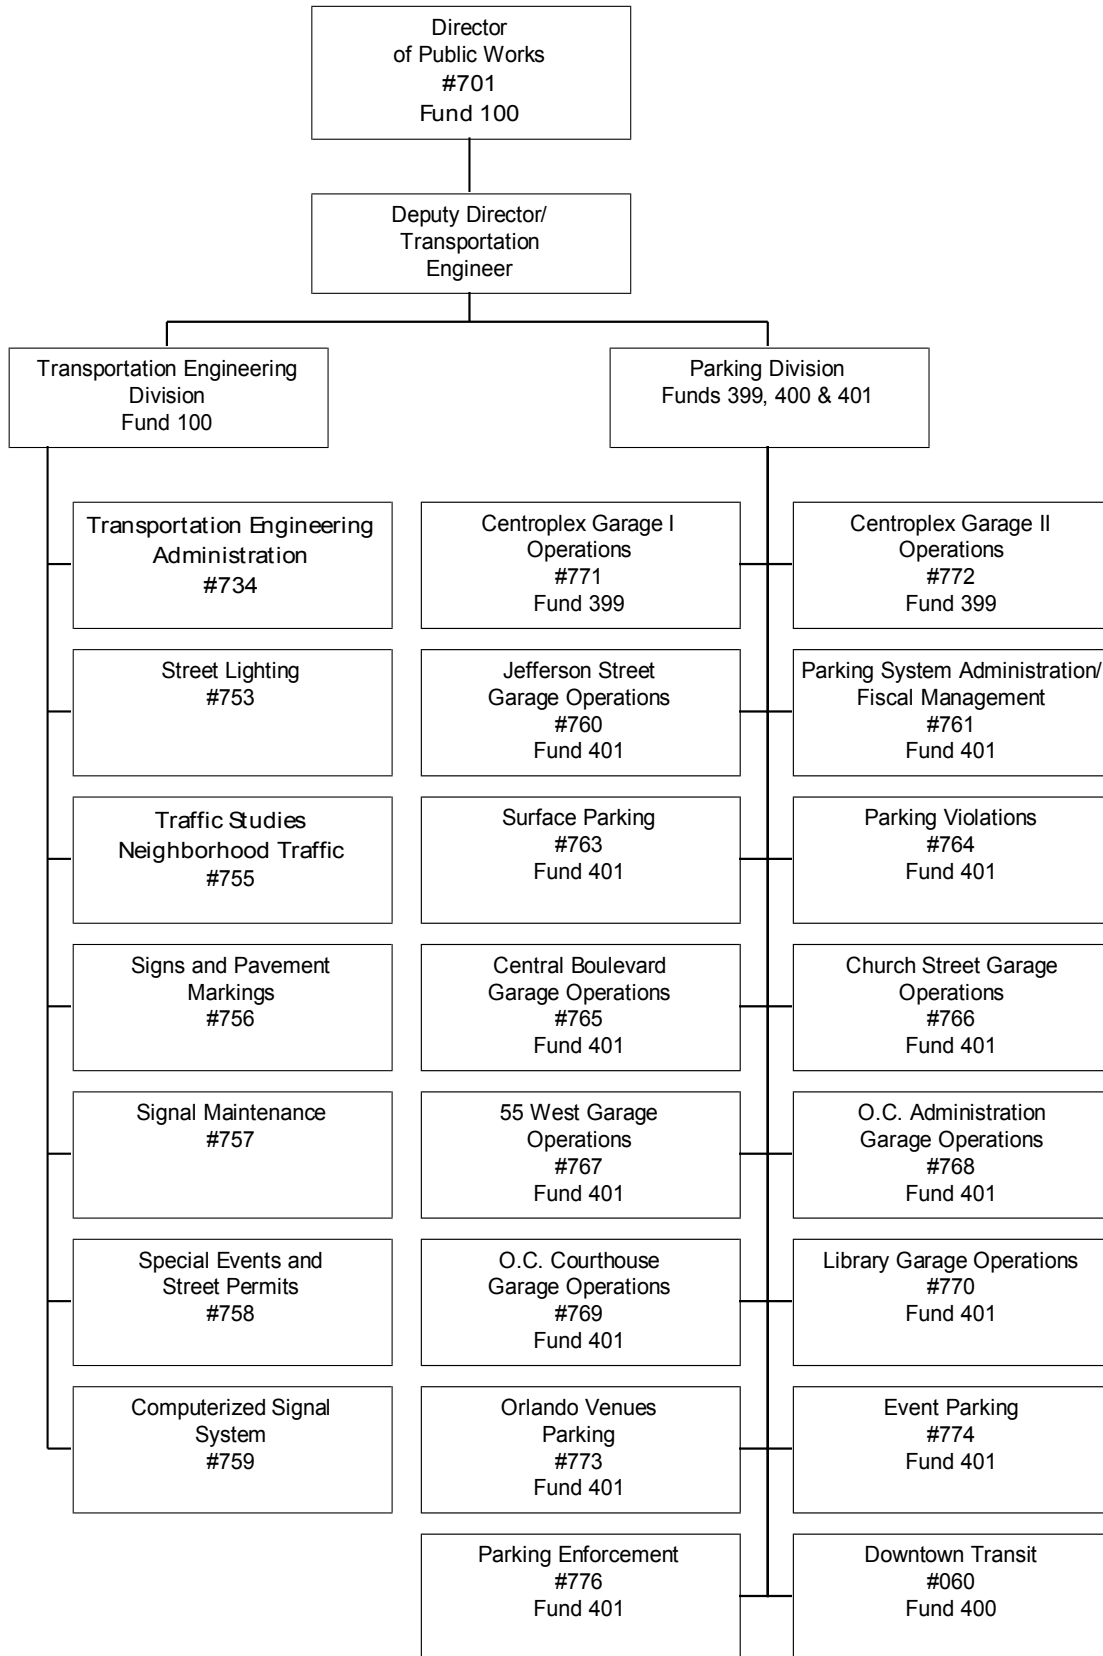 Director
of Public Works
#701
Fund 100
Deputy Director/
Transportation
Engineer
Transportation Engineering
Division
Fund 100
Parking Division
Funds 399, 400 & 401
Transportation Engineering
Administration
#734
Centroplex Garage I
Operations
#771
Fund 399
Centroplex Garage II
Operations
#772
Fund 399
Street Lighting
#753
Jefferson Street
Garage Operations
#760
Fund 401
Parking System Administration/
Fiscal Management
#761
Fund 401
Traffic Studies
Neighborhood Traffic
#755
Surface Parking
#763
Fund 401
Parking Violations
#764
Fund 401
Signs and Pavement
Markings
#756
Central Boulevard
Garage Operations
#765
Fund 401
Church Street Garage
Operations
#766
Fund 401
Signal Maintenance
#757
55 West Garage
Operations
#767
Fund 401
O.C. Administration
Garage Operations
#768
Fund 401
Special Events and
Street Permits
#758
O.C. Courthouse
Garage Operations
#769
Fund 401
Library Garage Operations
#770
Fund 401
Computerized Signal
System
#759
Orlando Venues
Parking
#773
Fund 401
Event Parking
#774
Fund 401
Parking Enforcement
#776
Fund 401
Downtown Transit
#060
Fund 400